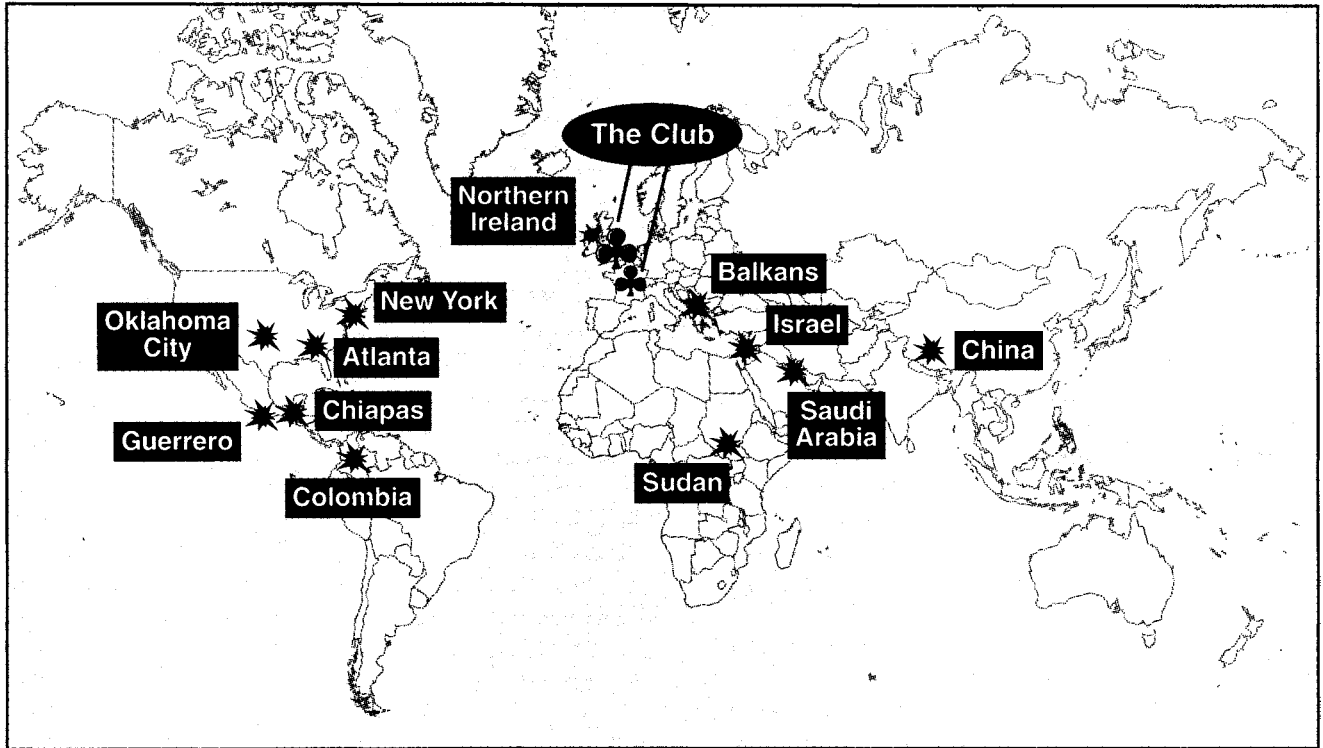 The Club
Northern
Ireland
New York
Oklahoma
City
Atlanta
Chiapas
Guerrero
Colombia
Balkans
Israel
China
Saudi
Arabia
Sudan